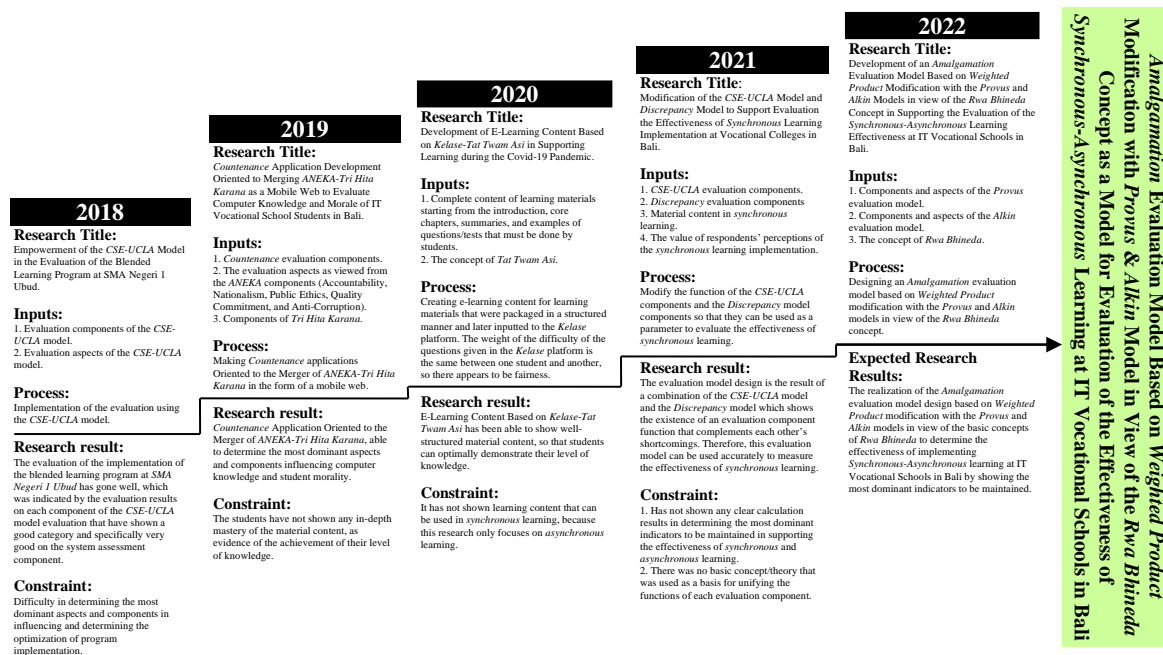 2018
Research Title:
Empowerment of the CSE-UCLA Model
in the Evaluation of the Blended
Learning Program at SMA Negeri 1
Ubud.
Inputs:
1. Evaluation components of the CSE-
UCLA model.
2. Evaluation aspects of the CSE-UCLA
model.
Process:
Implementation of the evaluation using
the CSE-UCLA model.
Research result:
The evaluation of the implementation of
the blended learning program at SMA
Negeri 1 Ubud has gone well, which
was indicated by the evaluation results
on each component of the CSE-UCLA
model evaluation that have shown a
good category and specifically very
good on the system assessment
component.
Constraint:
Difficulty in determining the most
dominant aspects and components in
influencing and determining the
optimization of program
implementation.
2019
Research Title:
Countenance Application Development
Oriented to Merging ANEKA-Tri Hita
Karana as a Mobile Web to Evaluate
Computer Knowledge and Morale of IT
Vocational School Students in Bali.
Inputs:
1. Countenance evaluation components.
2. The evaluation aspects as viewed from
the ANEKA components (Accountability,
Nationalism, Public Ethics, Quality
Commitment, and Anti-Corruption).
3. Components of Tri Hita Karana.
Process:
Making Countenance applications
Oriented to the Merger of ANEKA-Tri Hita
Karana in the form of a mobile web.
Research result:
Countenance Application Oriented to the
Merger of ANEKA-Tri Hita Karana, able
to determine the most dominant aspects
and components influencing computer
knowledge and student morality.
Constraint:
The students have not shown any in-depth
mastery of the material content, as
evidence of the achievement of their level
of knowledge.
2020
Research Title:
Development of E-Learning Content Based
on Kelase-Tat Twam Asi in Supporting
Learning during the Covid-19 Pandemic.
Inputs:
1. Complete content of learning materials
starting from the introduction, core
chapters, summaries, and examples of
questions/tests that must be done by
students.
2. The concept of Tat Twam Asi.
Process:
Creating e-learning content for learning
materials that were packaged in a structured
manner and later inputted to the Kelase
platform. The weight of the difficulty of the
questions given in the Kelase platform is
the same between one student and another,
so there appears to be fairness.
Research result:
E-Learning Content Based on Kelase-Tat
Twam Asi has been able to show well-
structured material content, so that students
can optimally demonstrate their level of
knowledge.
Constraint:
It has not shown learning content that can
be used in synchronous learning, because
this research only focuses on asynchronous
learning.
2021
Research Title:
Modification of the CSE-UCLA Model and
Discrepancy Model to Support Evaluation
the Effectiveness of Synchronous Learning
Implementation at Vocational Colleges in
Bali.
Inputs:
1. CSE-UCLA evaluation components.
2. Discrepancy evaluation components
3. Material content in synchronous
learning.
4. The value of respondents' perceptions of
the synchronous learning implementation.
Process:
Modify the function of the CSE-UCLA
components and the Discrepancy model
components so that they can be used as a
parameter to evaluate the effectiveness of
synchronous learning.
Research result:
The evaluation model design is the result of
a combination of the CSE-UCLA model
and the Discrepancy model which shows
the existence of an evaluation component
function that complements each other's
shortcomings. Therefore, this evaluation
model can be used accurately to measure
the effectiveness of synchronous learning.
Constraint:
1. Has not shown any clear calculation
results in determining the most dominant
indicators to be maintained in supporting
the effectiveness of synchronous and
asynchronous learning.
2. There was no basic concept/theory that
was used as a basis for unifying the
functions of each evaluation component.
2022
Research Title:
Development of an Amalgamation
Evaluation Model Based on Weighted
Product Modification with the Provus and
Alkin Models in view of the Rwa Bhineda
Concept in Supporting the Evaluation of the
Synchronous-Asynchronous Learning
Effectiveness at IT Vocational Schools in
Bali.
Inputs:
1. Components and aspects of the Provus
evaluation model.
2. Components and aspects of the Alkin
evaluation model.
3. The concept of Rwa Bhineda.
Process:
Designing an Amalgamation evaluation
model based on Weighted Product
modification with the Provus and Alkin
models in view of the Rwa Bhineda
concept.
Expected Research
Results:
The realization of the Amalgamation
evaluation model design based on Weighted
Product modification with the Provus and
Alkin models in view of the basic concepts
of Rwa Bhineda to determine the
effectiveness of implementing
Synchronous-Asynchronous learning at IT
Vocational Schools in Bali by showing the
most dominant indicators to be maintained.
Amalgamation Evaluation Model Based on Weighted Product
Modification with Provus & Alkin Model in View of the Rwa Bhineda
Concept as a Model for Evaluation of the Effectiveness of
Synchronous-Asynchronous Learning at IT Vocational Schools in Bali